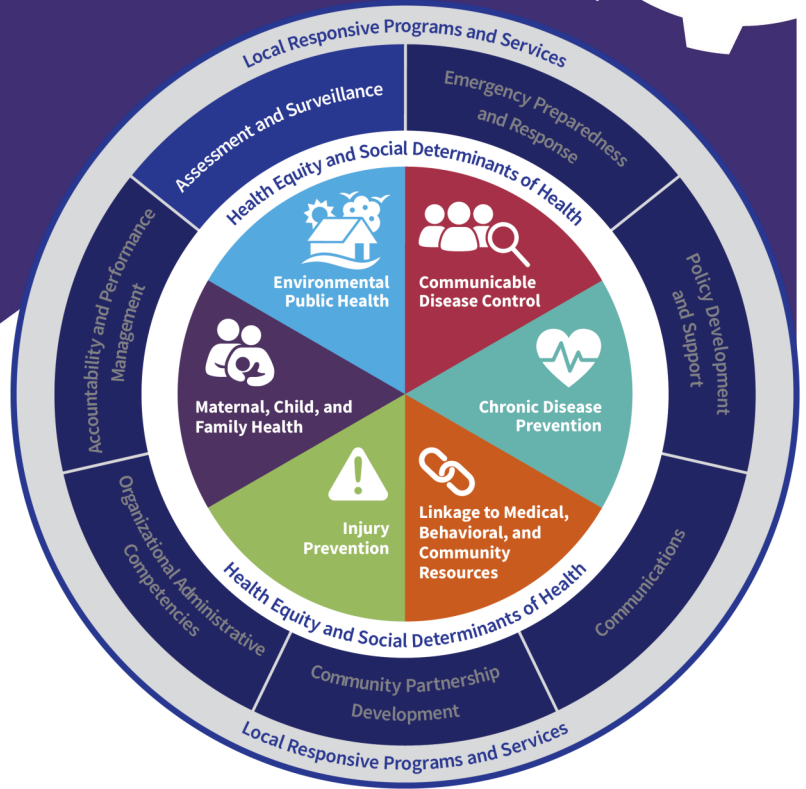 Local Responsive Programs and Services
Assessment and Surveillance
Emergency Preparedness
and Response
Policy Development
and Support
Communications
Community Partnership
Development
Organizational Administrative
Competencies
Accountability and Performance
Management
Health Equity and Social Determinants of Health
Environmental
Public Health
Communicable
Disease Control
Chronic Disease
Prevention
Linkage to Medical,
Behavioral, and
Community
Resources
Injury
Prevention
Maternal, Child, and
Family Health
Health Equity and Social Determinants of Health
Local Responsive Programs and Services